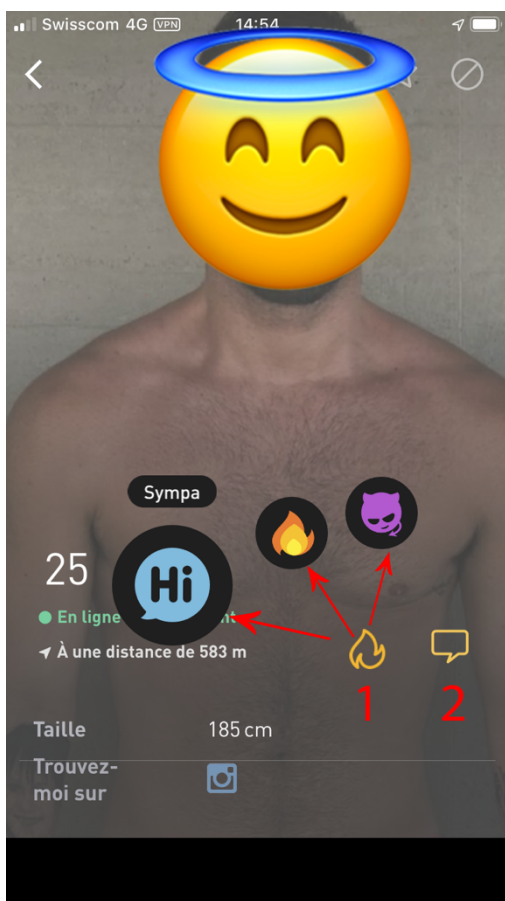 Swisscom 4G VPN
14:54
Sympa
Hi
25
En ligne
À une distance de 583 m
1
2
Taille
185 cm
Trouvez-
moi sur